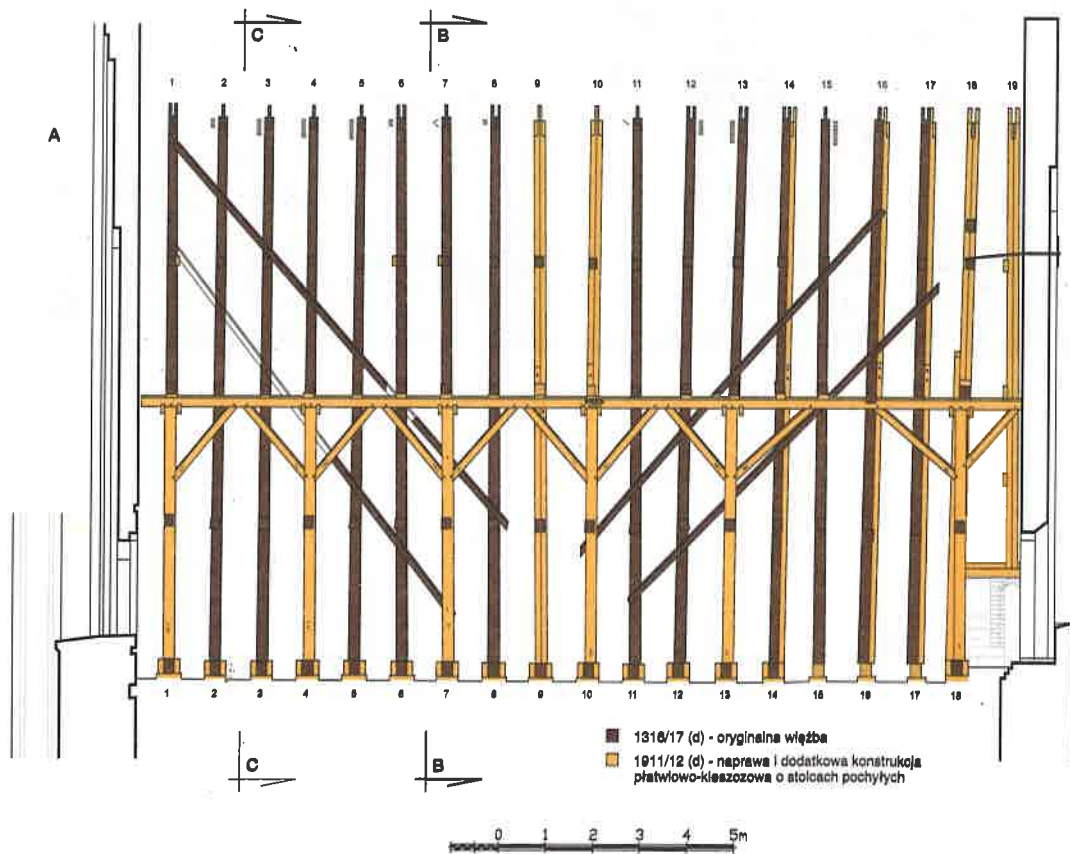 C B
1 2 3 4 5 6 7 8 9 10 11 12 13 14 15 16 17 18 19
A
1 2 3 4 5 6 7 8 9 10 11 12 13 14 15 16 17 18
1316/17 (d) - oryginalna więźba
1911/12 (d) - naprawa i dodatkowa konstrukcja
płatwiowo-kleszczowa o stolcach pochyłych
C B
0 1 2 3 4 5m